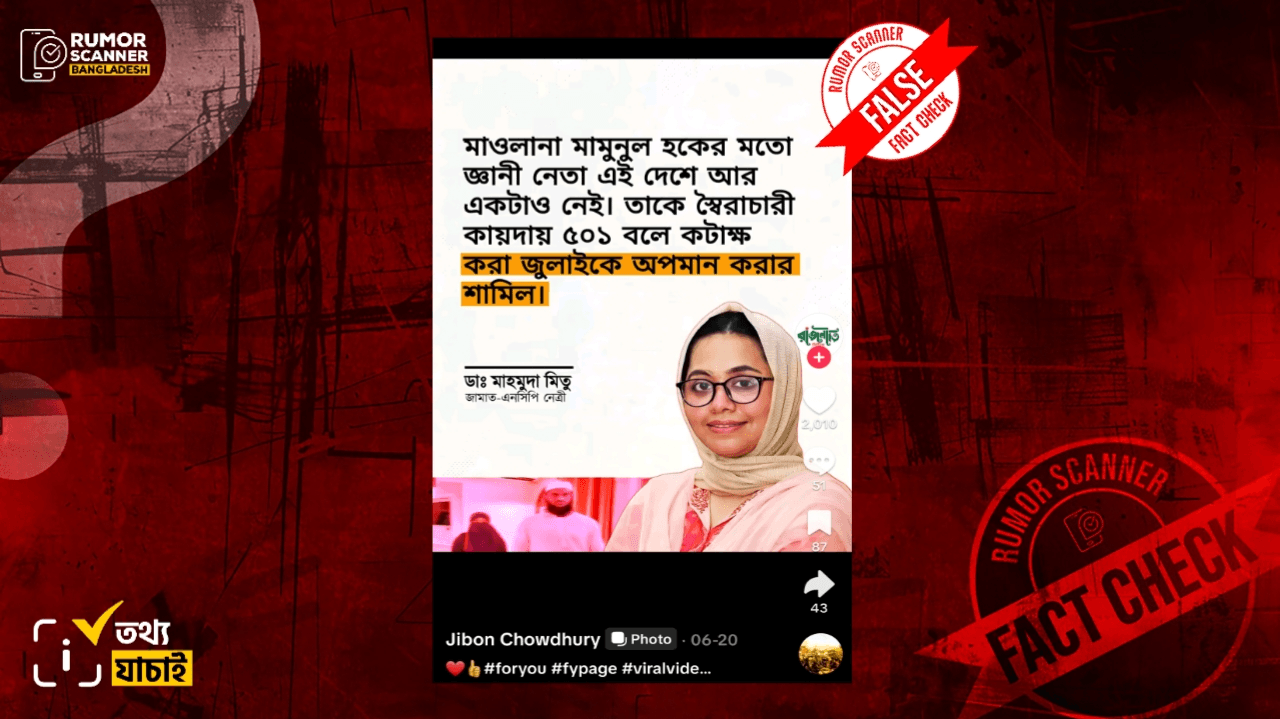 RUMOR
SCANNER
BANGLADESH
RUMOR SCANNER
FALSE
FACT CHECK
মাওলানা মামুনুল হকের মতো
জ্ঞানী নেতা এই দেশে আর
একটাও নেই। তাকে স্বৈরাচারী
কায়দায় ৫০১ বলে কটাক্ষ
করা জুলাইকে অপমান করার
শামিল।
রাজনীতি
ডাঃ মাহমুদা মিতু
জামাত-এনসিপি নেত্রী
2,010
51
87
43
Jibon Chowdhury Photo · 06-20
❤️👍#foryou #fypage #viralvide...
তথ্য
যাচাই
RUMOR SCANNER
FACT CHECK